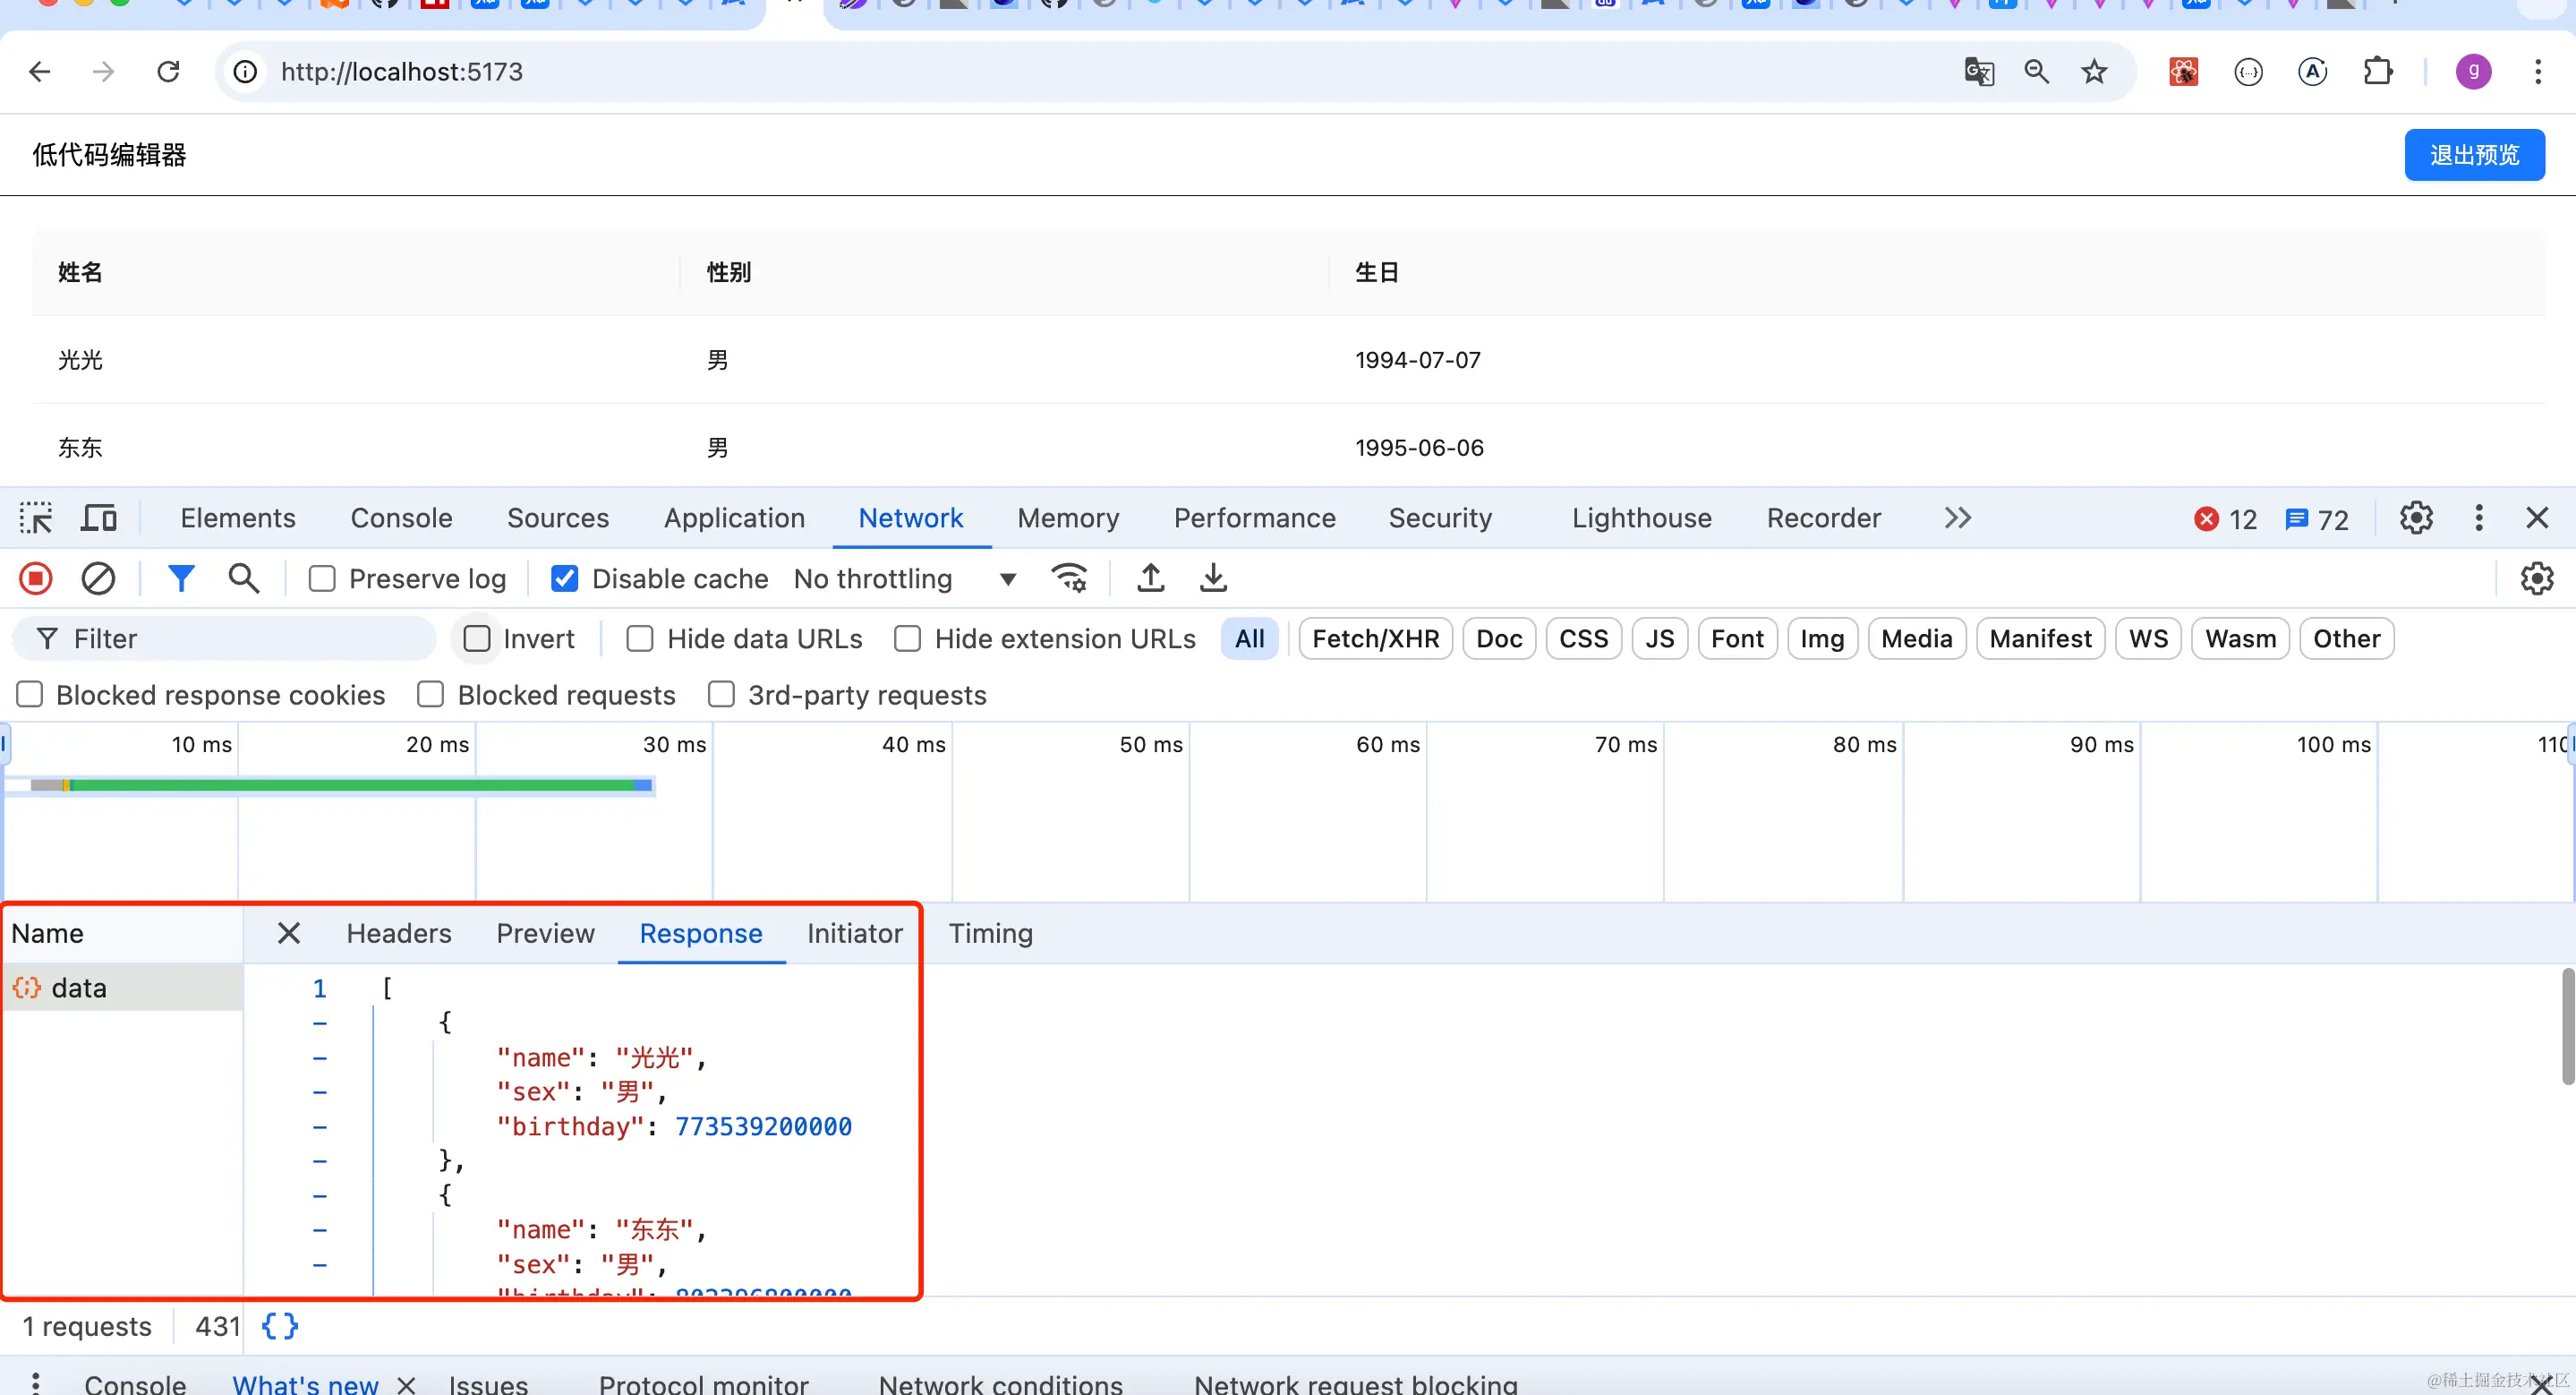 http://localhost:5173
g
低代码编辑器
退出预览
姓名 性别 生日
光光 男 1994-07-07
东东 男 1995-06-06
Elements Console Sources Application Network Memory Performance Security Lighthouse Recorder 12 72
Preserve log Disable cache No throttling
Filter Invert Hide data URLs Hide extension URLs All Fetch/XHR Doc CSS JS Font Img Media Manifest WS Wasm Other
Blocked response cookies Blocked requests 3rd-party requests
10 ms 20 ms 30 ms 40 ms 50 ms 60 ms 70 ms 80 ms 90 ms 100 ms 110
Name Headers Preview Response Initiator Timing
data
1 [
- {
- "name": "光光",
- "sex": "男",
- "birthday": 773539200000
- },
- {
- "name": "东东",
- "sex": "男",
"birthday": 802396800000
1 requests 431 {}
Console What's new Issues Protocol monitor Network conditions Network request blocking
@稀土掘金技术社区